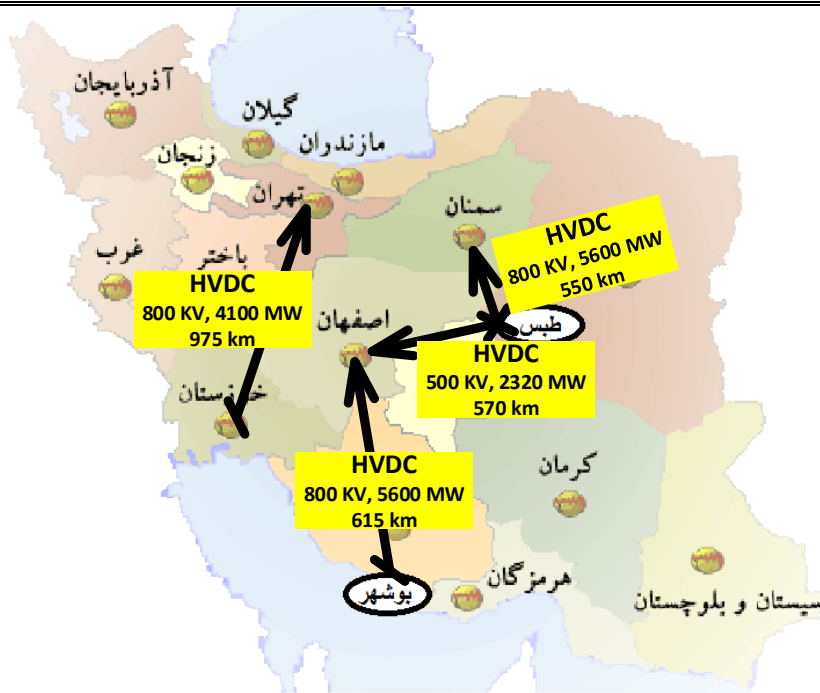 آذربایجان
گیلان
مازندران
زنجان
تهران
سمنان
HVDC
800 KV, 5600 MW
550 km
غرب
باختر
HVDC
800 KV, 4100 MW
975 km
اصفهان
طبس
HVDC
500 KV, 2320 MW
570 km
خوزستان
HVDC
800 KV, 5600 MW
615 km
کرمان
بوشهر
هرمزگان
سیستان و بلوچستان